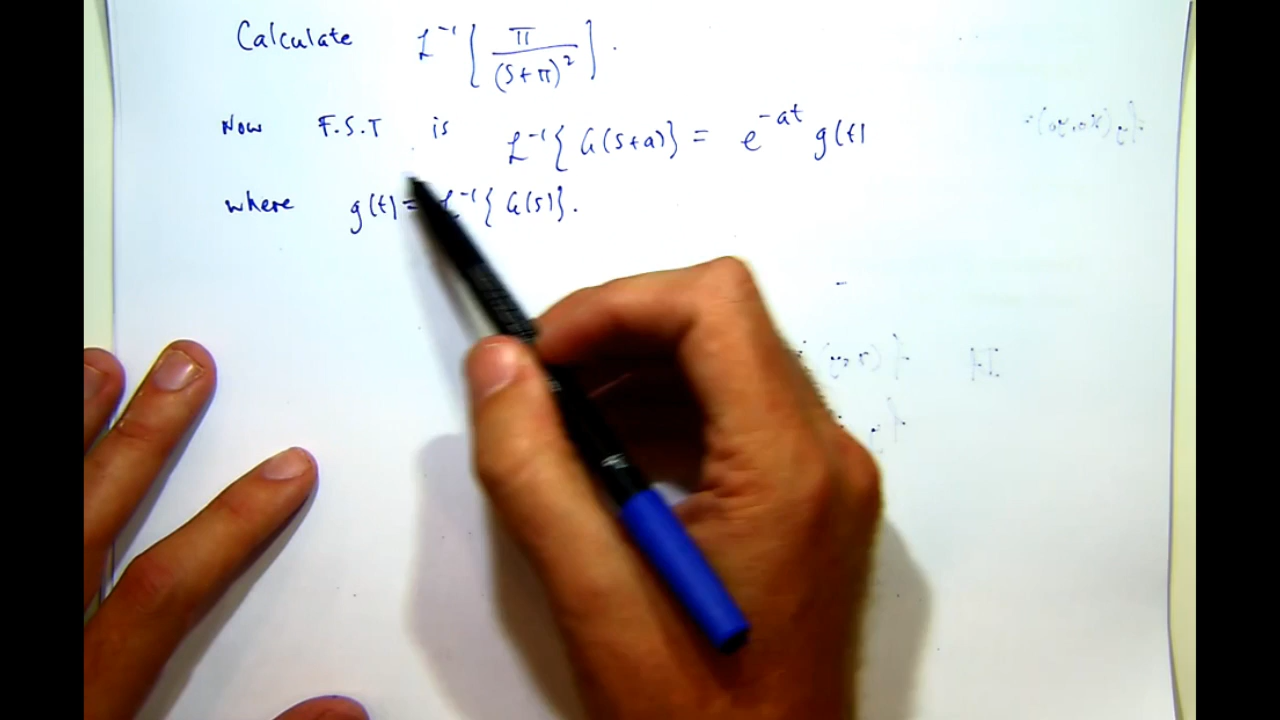 Calculate ℒ⁻¹{ π/(s+π)² }.
Now F.S.T is ℒ⁻¹{ G(s+a)} = e^{-at} g(t)
where g(t) = ℒ⁻¹{ G(s)}.